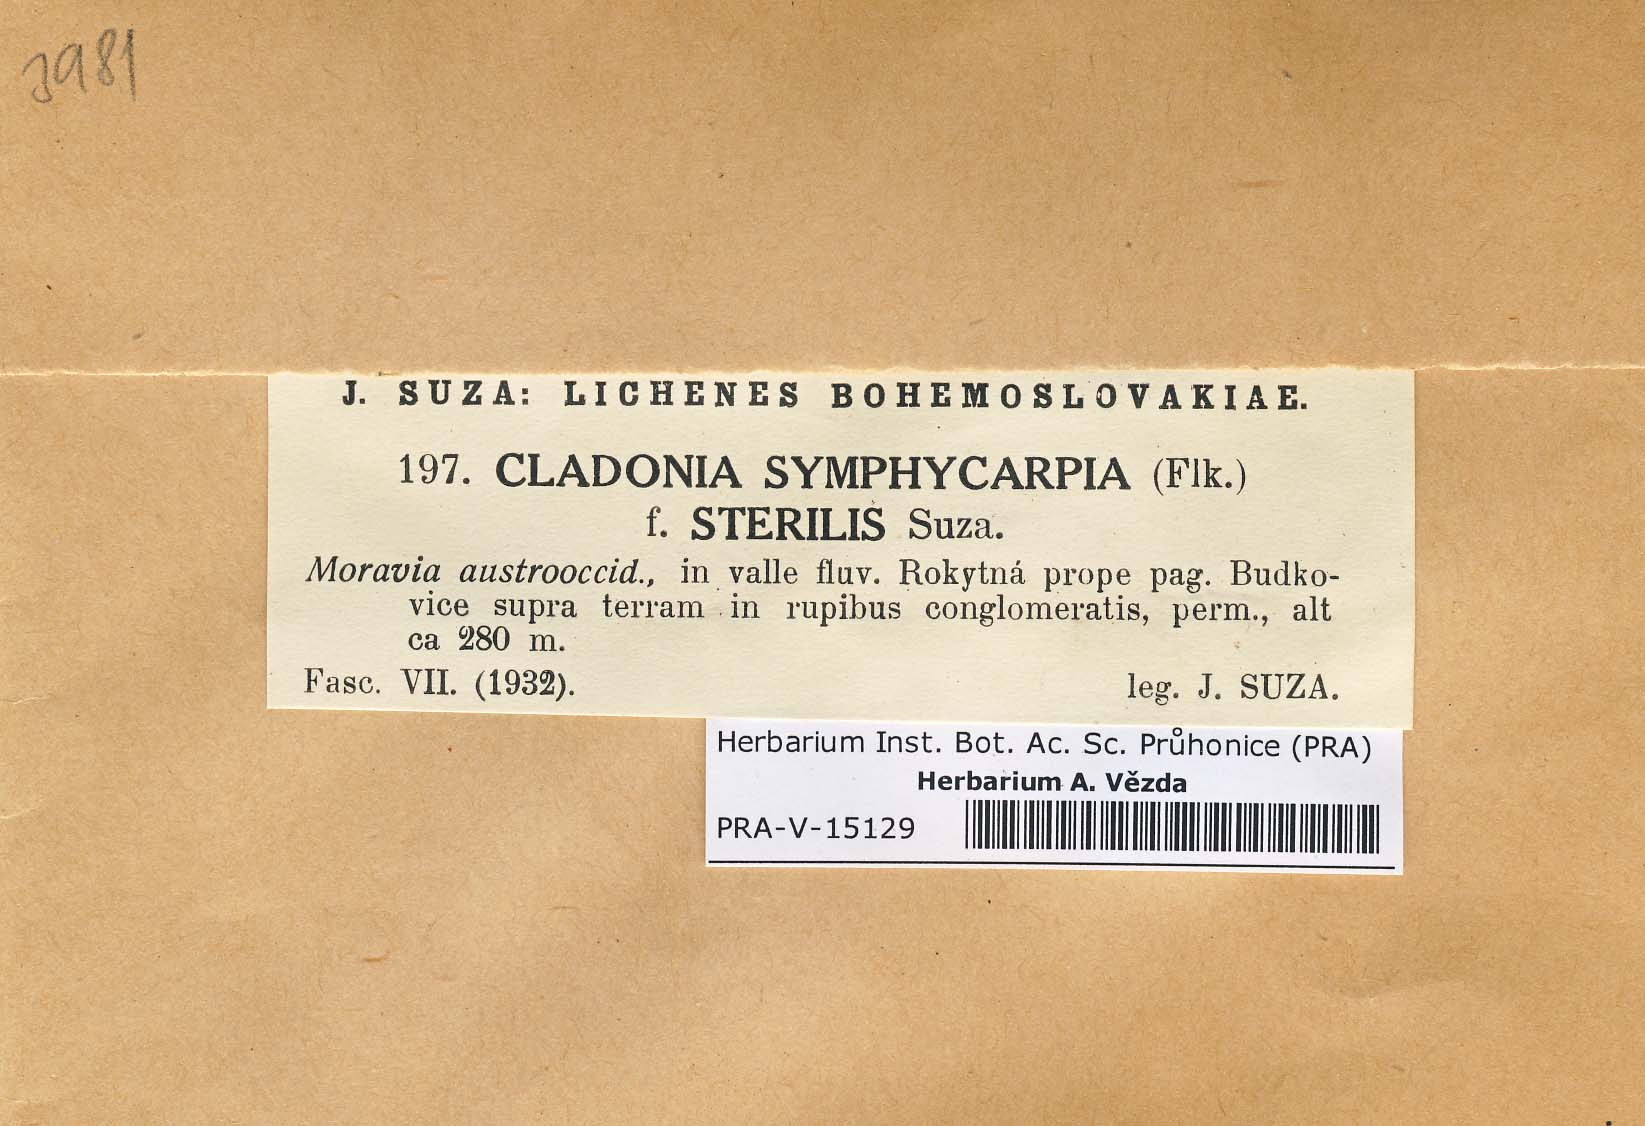 3981
J. SUZA: LICHENES BOHEMOSLOVAKIAE.
197. CLADONIA SYMPHYCARPIA (Flk.)
f. STERILIS Suza.
Moravia austrooccid., in valle fluv. Rokytná prope pag. Budko-
vice supra terram in rupibus conglomeratis, perm., alt
ca 280 m.
Fasc. VII. (1932). leg. J. SUZA.
Herbarium Inst. Bot. Ac. Sc. Průhonice (PRA)
Herbarium A. Vězda
PRA-V-15129